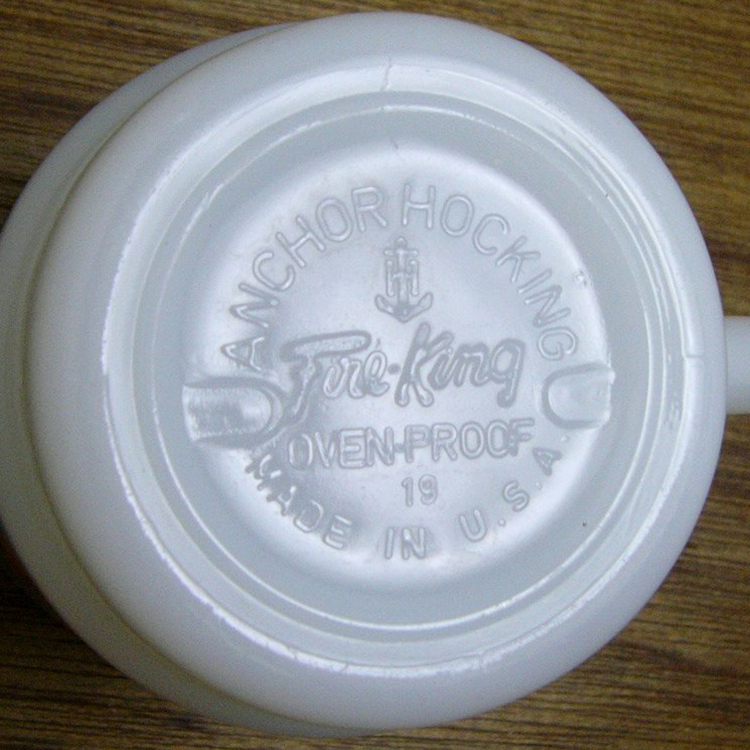 ANCHOR HOCKING
Fire-King
OVEN-PROOF
19
MADE IN U.S.A.